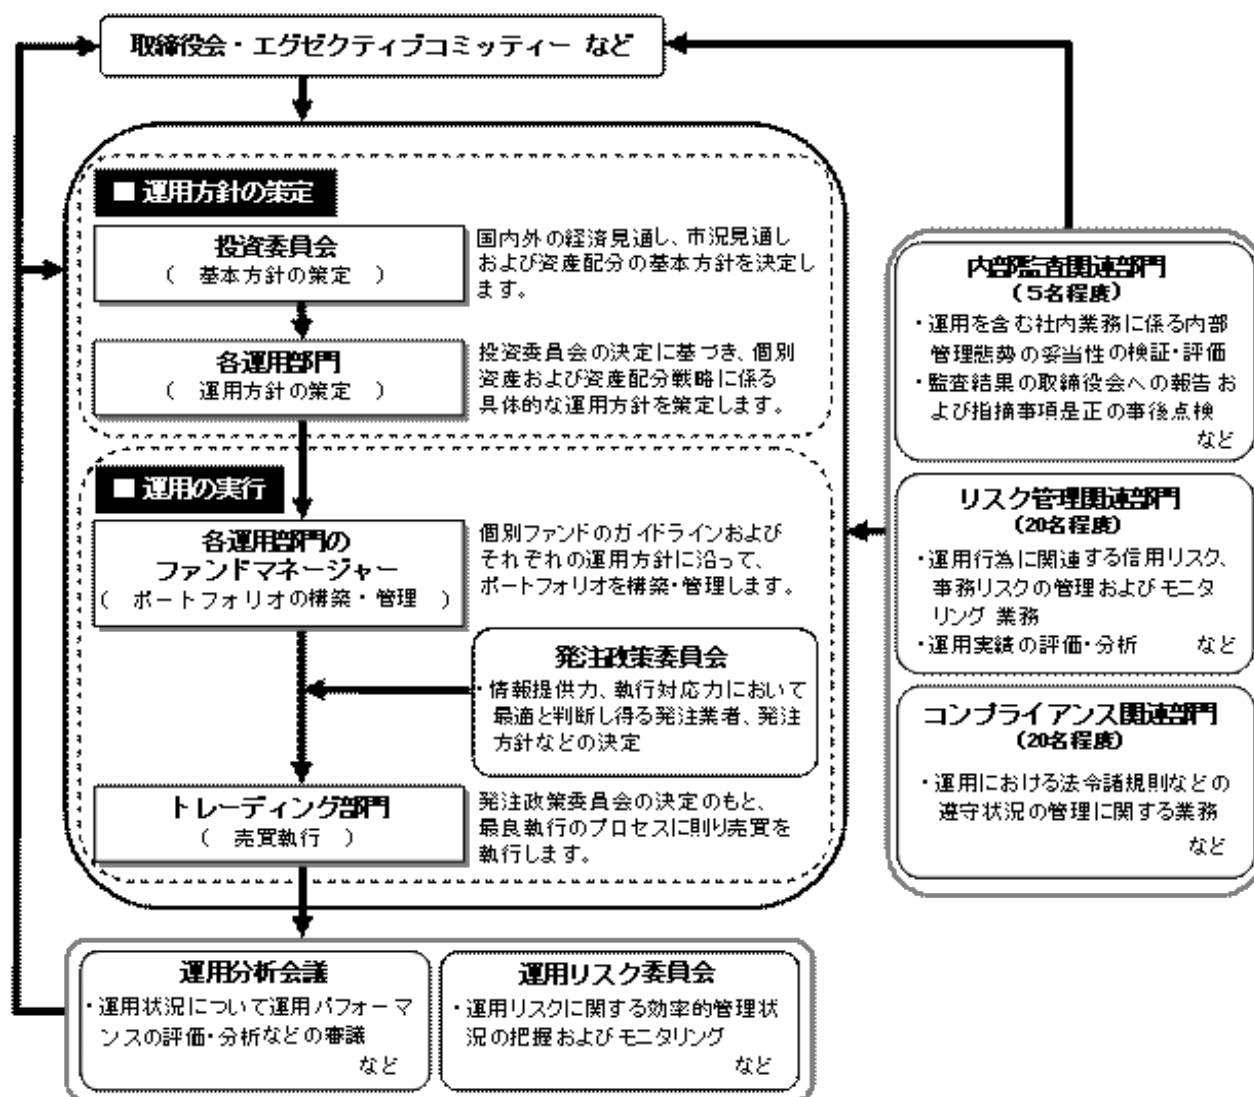 取締役会・エグゼクティブコミッティー など
■ 運用方針の策定
投資委員会
( 基本方針の策定 )
国内外の経済見通し、市況見通し
および資産配分の基本方針を決定し
ます。
各運用部門
( 運用方針の策定 )
投資委員会の決定に基づき、個別
資産および資産配分戦略に係る
具体的な運用方針を策定します。
■ 運用の実行
各運用部門の
ファンドマネージャー
( ポートフォリオの構築・管理 )
個別ファンドのガイドラインおよび
それぞれの運用方針に沿って、
ポートフォリオを構築・管理します。
発注政策委員会
・情報提供力、執行対応力において
最適と判断し得る発注業者、発注
方針などの決定
トレーディング部門
( 売買執行 )
発注政策委員会の決定のもと、
最良執行のプロセスに則り売買を
執行します。
運用分析会議
・運用状況について運用パフォーマ
ンスの評価・分析などの審議
など
運用リスク委員会
・運用リスクに関する効率的管理状
況の把握およびモニタリング
など
内部監査関連部門
(5名程度)
・運用を含む社内業務に係る内部
管理態勢の妥当性の検証・評価
・監査結果の取締役会への報告お
よび指摘事項是正の事後点検
など
リスク管理関連部門
(20名程度)
・運用行為に関連する信用リスク、
事務リスクの管理およびモニタ
リング 業務
・運用実績の評価・分析 など
コンプライアンス関連部門
(20名程度)
・運用における法令諸規則などの
遵守状況の管理に関する業務
など